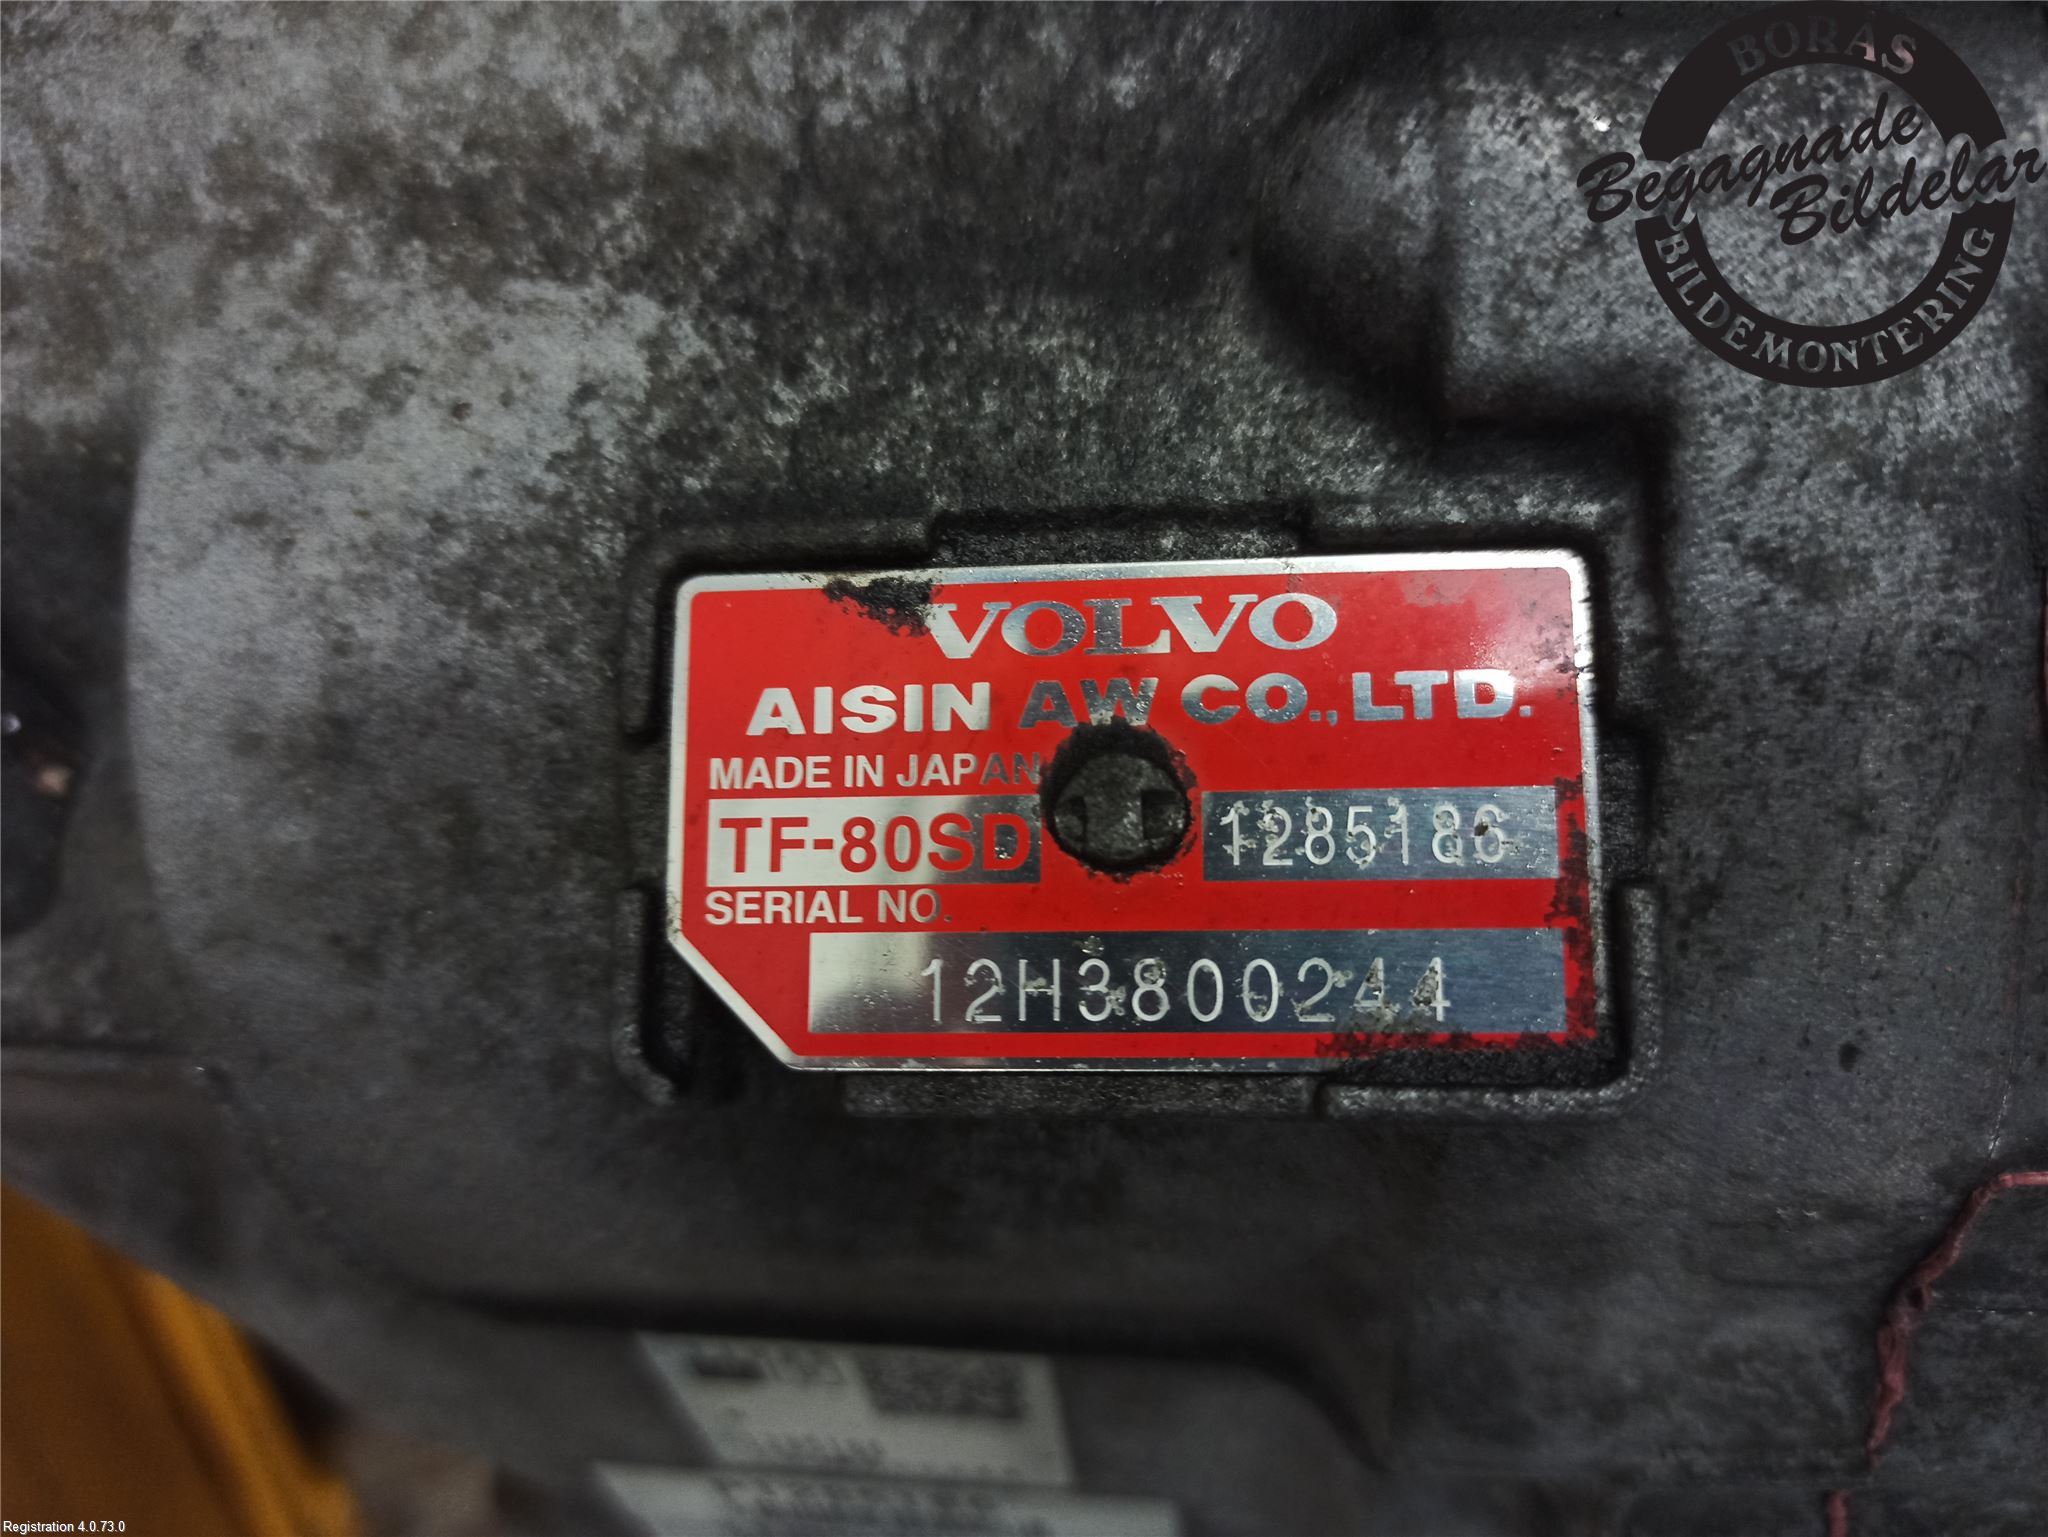 BORÅS
Begagnade
Bildelar
BILDEMONTERING
VOLVO
AISIN AW CO., LTD.
MADE IN JAPAN
TF-80SD 1285186
SERIAL NO.
12H3800244
Registration 4.0.73.0